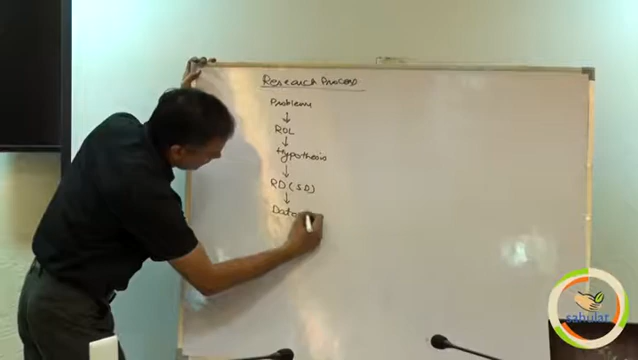 Research Process
Problem
↓
ROL
↓
Hypothesis
↓
RD (SD)
↓
Data
sabular